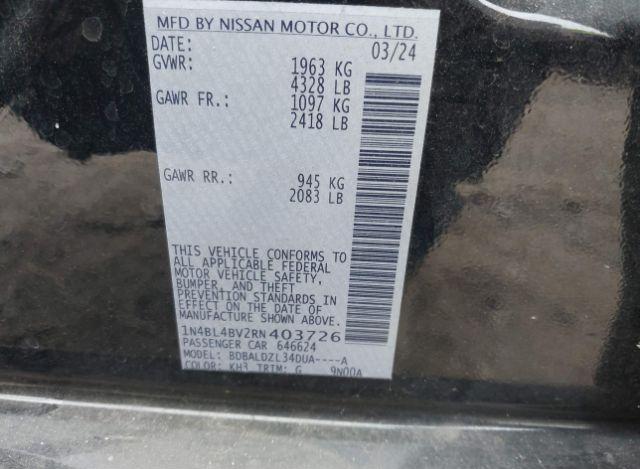 MFD BY NISSAN MOTOR CO., LTD.
DATE: 03/24
GVWR: 1963 KG
4328 LB
GAWR FR.: 1097 KG
2418 LB
GAWR RR.: 945 KG
2083 LB
THIS VEHICLE CONFORMS TO
ALL APPLICABLE FEDERAL
MOTOR VEHICLE SAFETY,
BUMPER, AND THEFT
PREVENTION STANDARDS IN
EFFECT ON THE DATE OF
MANUFACTURE SHOWN ABOVE.
1N4BL4BV2RN403726
PASSENGER CAR 646624
MODEL: BDBALDZL34DUA----A
COLOR: KH3 TRIM: G 9N00A